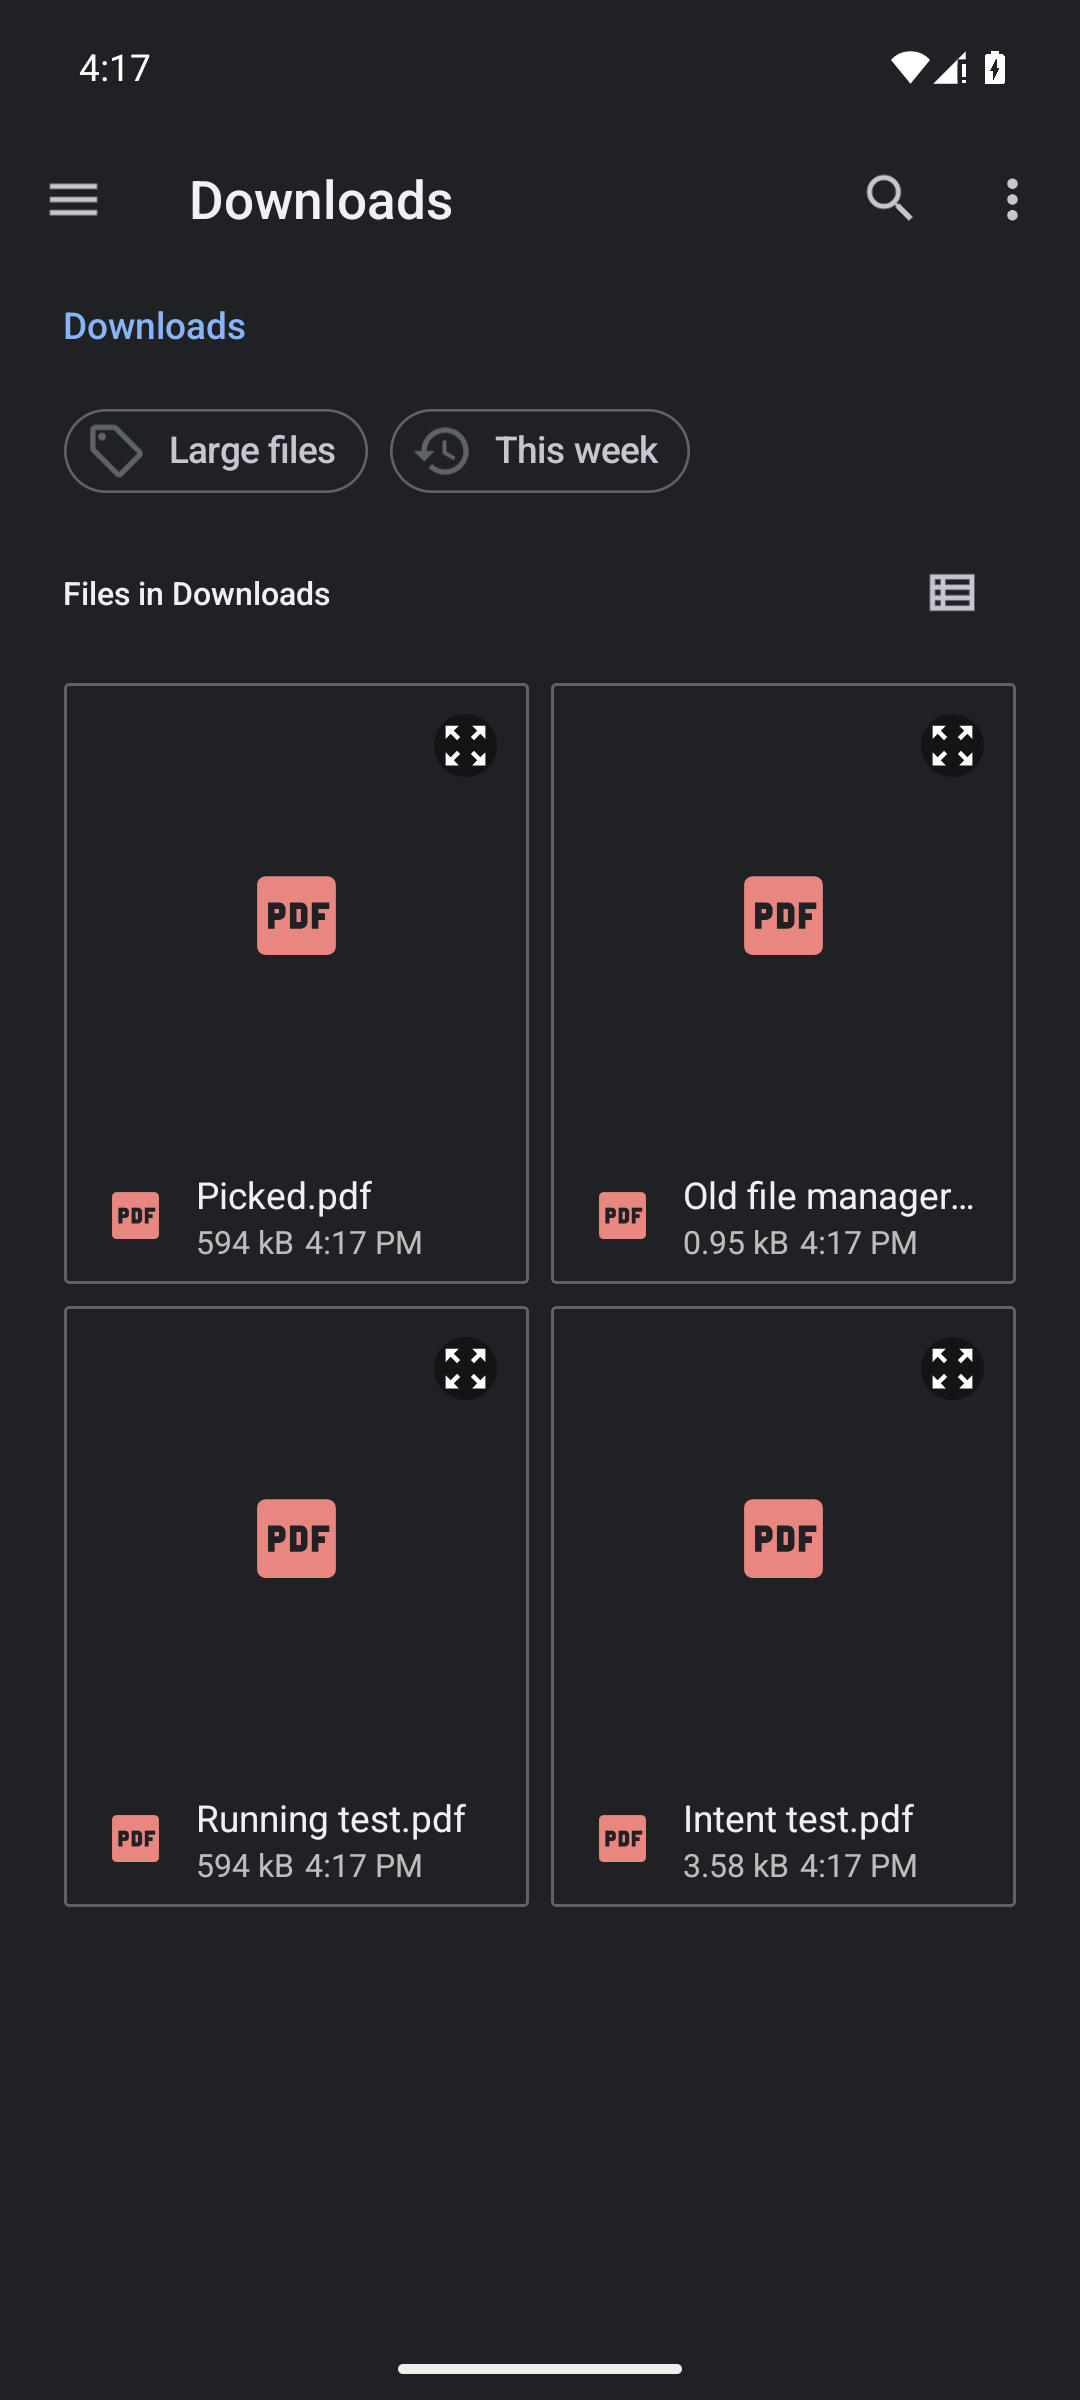 4:17
Downloads
Downloads
Large files
This week
Files in Downloads
PDF
PDF
PDF
Picked.pdf
594 kB 4:17 PM
PDF
Old file manager…
0.95 kB 4:17 PM
PDF
PDF
PDF
Running test.pdf
594 kB 4:17 PM
PDF
Intent test.pdf
3.58 kB 4:17 PM